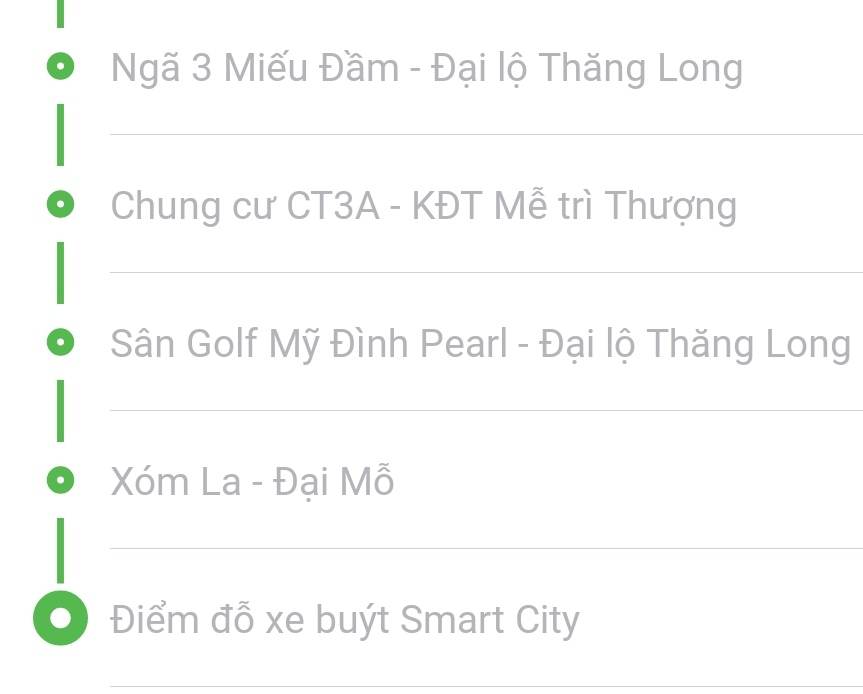 Ngã 3 Miếu Đầm - Đại lộ Thăng Long
Chung cư CT3A - KĐT Mễ trì Thượng
Sân Golf Mỹ Đình Pearl - Đại lộ Thăng Long
Xóm La - Đại Mỗ
Điểm đỗ xe buýt Smart City